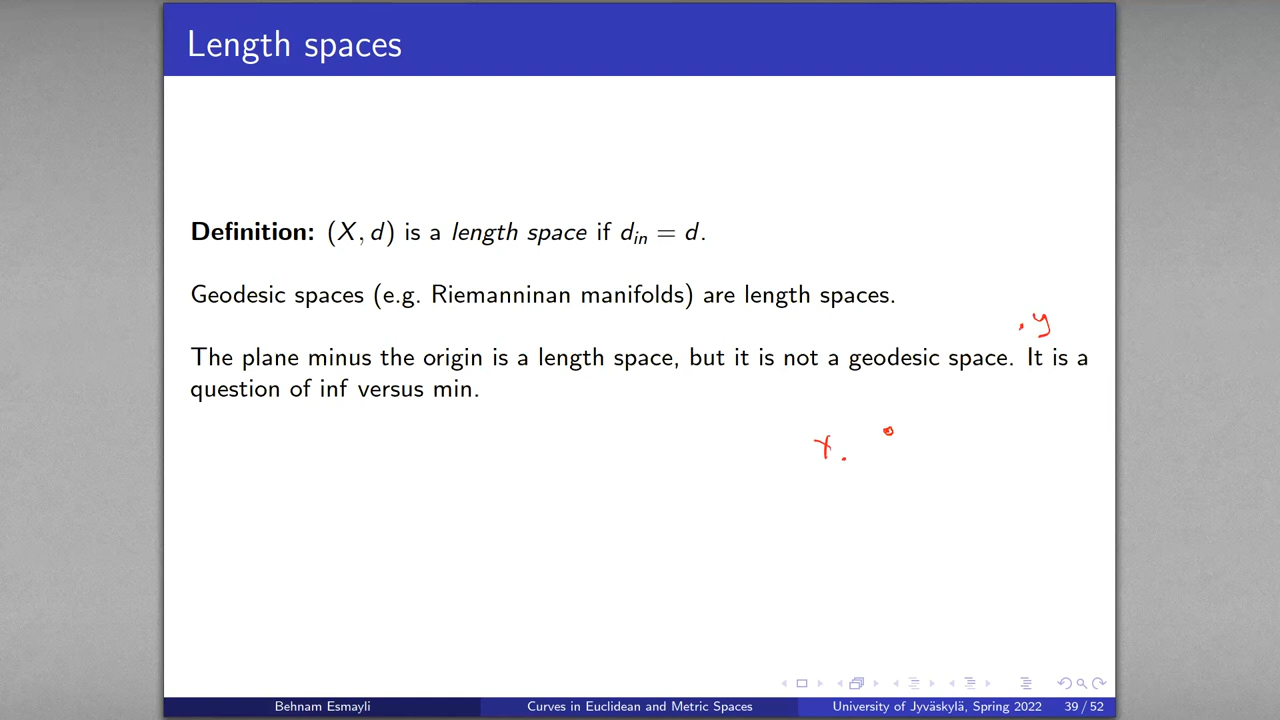 Length spaces
Definition: (X, d) is a length space if d_in = d.
Geodesic spaces (e.g. Riemanninan manifolds) are length spaces.
. y
The plane minus the origin is a length space, but it is not a geodesic space. It is a
question of inf versus min.
x .
Behnam Esmayli
Curves in Euclidean and Metric Spaces
University of Jyväskylä, Spring 2022
39 / 52